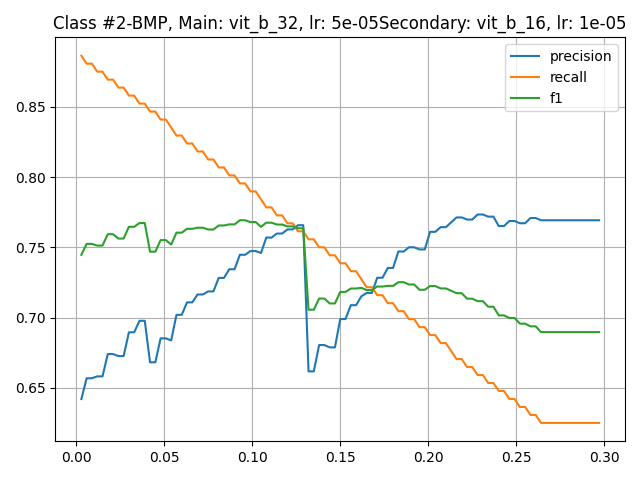 Class #2-BMP, Main: vit_b_32, lr: 5e-05Secondary: vit_b_16, lr: 1e-05
precision
recall
f1
0.85
0.80
0.75
0.70
0.65
0.00 0.05 0.10 0.15 0.20 0.25 0.30